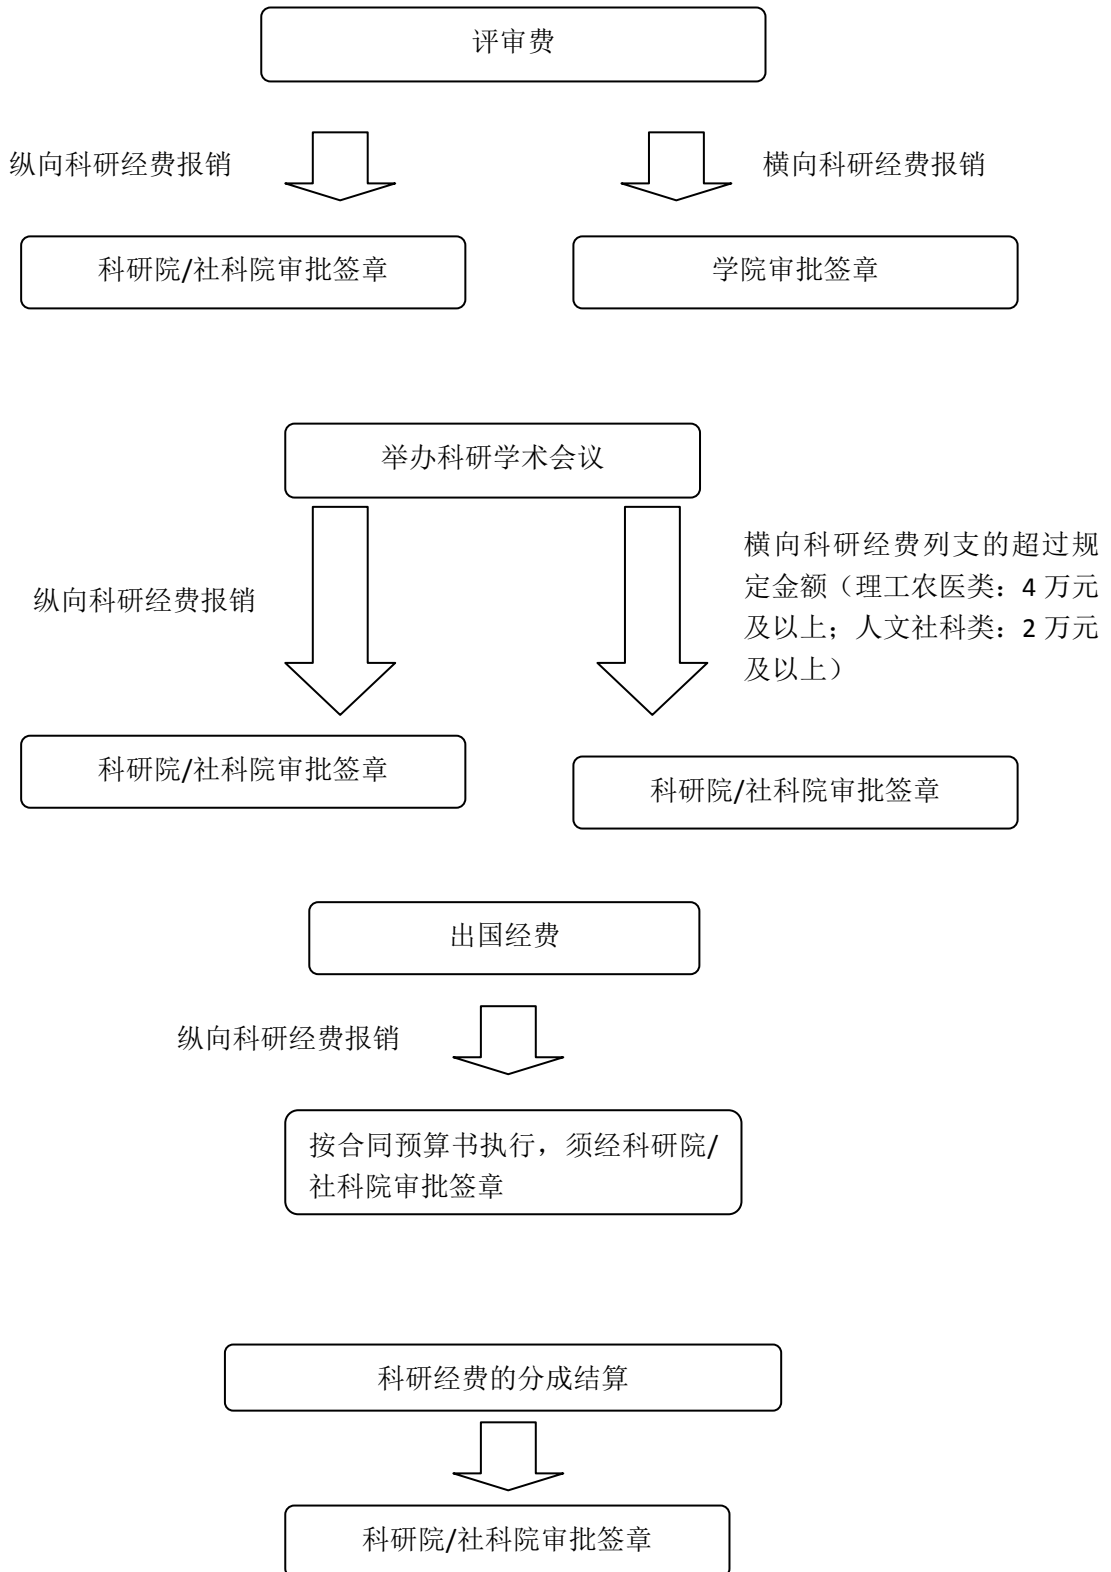 评审费
纵向科研经费报销
横向科研经费报销
科研院/社科院审批签章
学院审批签章
举办科研学术会议
纵向科研经费报销
横向科研经费列支的超过规
定金额（理工农医类：4 万元
及以上；人文社科类：2 万元
及以上）
科研院/社科院审批签章
科研院/社科院审批签章
出国经费
纵向科研经费报销
按合同预算书执行，须经科研院/
社科院审批签章
科研经费的分成结算
科研院/社科院审批签章